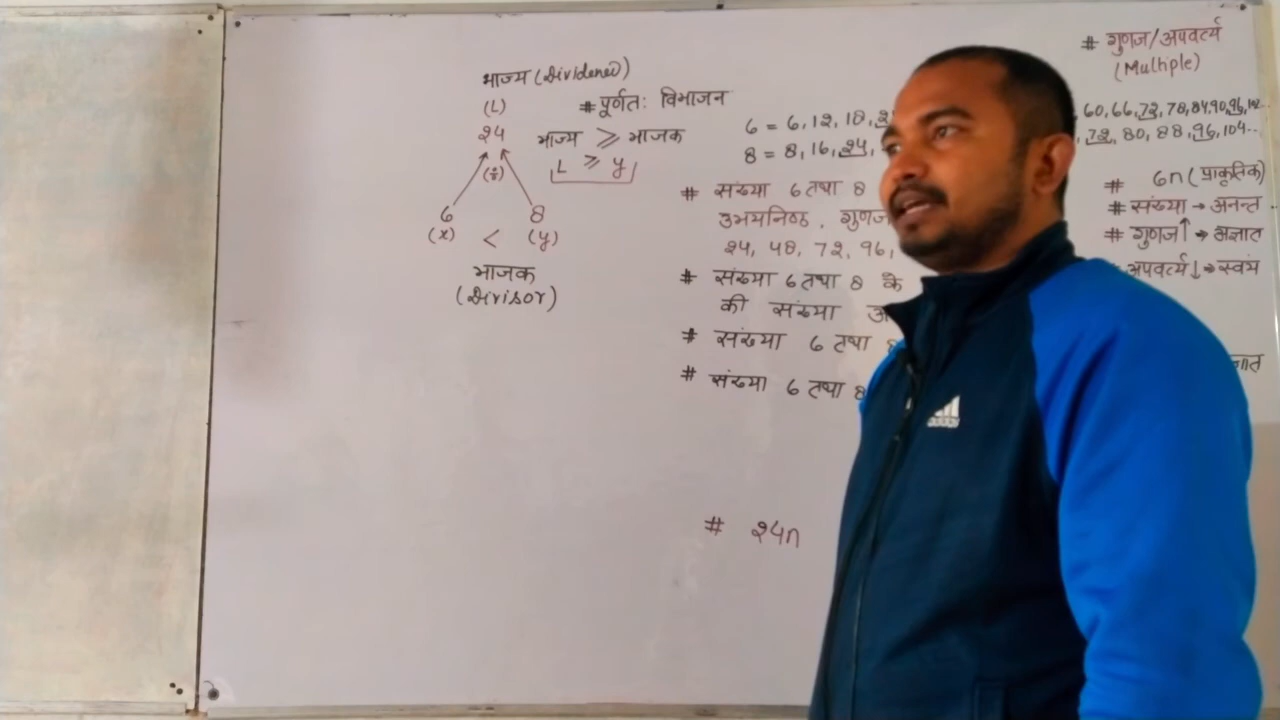 भाज्य (Dividened)
(L)
24
(÷)
6 8
(x) < (y)
भाजक
(Divisor)
# पूर्णतः विभाजन
भाज्य ⩾ भाजक
L ⩾ y
# गुणज/अपवर्त्य
(Multiple)
6 = 6, 12, 18, 60, 66, 72, 78, 84, 90, 96,
8 = 8, 16, 24, 72, 80, 88, 96, 104..
# संख्या 6 तथा 8
उभयनिष्ठ, गुणज
24, 48, 72, 96,
# संख्या 6 तथा 8 के
की संख्या
# संख्या 6 तथा
# संख्या 6 तथा 8
# 6n (प्राकृतिक)
# संख्या → अनन्त
# गुणज↑ → अज्ञात
अपवर्त्य↓ → स्वयं
# 24n
adidas